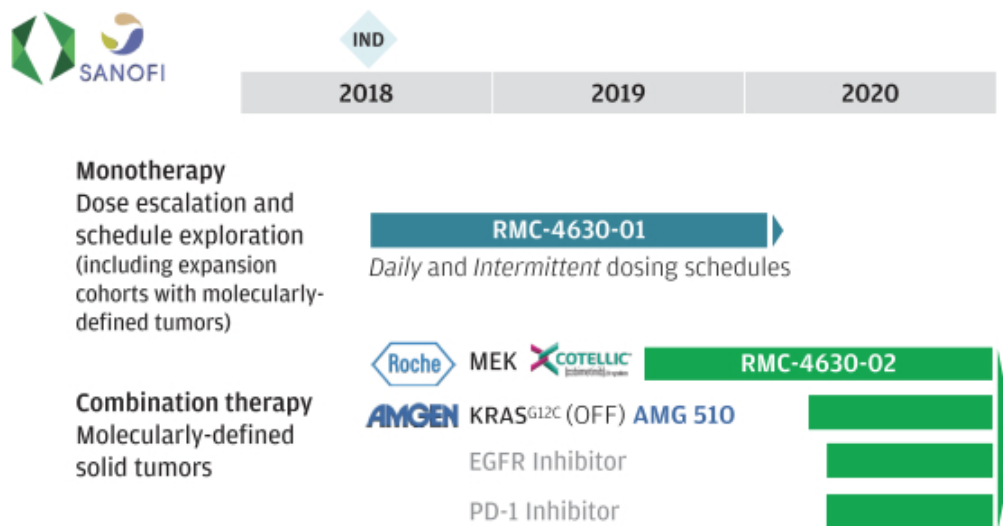 SANOFI
IND
2018 2019 2020
Monotherapy
Dose escalation and
schedule exploration
(including expansion
cohorts with molecularly-
defined tumors)
RMC-4630-01
Daily and Intermittent dosing schedules
Roche MEK COTELLIC RMC-4630-02
Combination therapy
Molecularly-defined
solid tumors
AMGEN KRASG12C (OFF) AMG 510
EGFR Inhibitor
PD-1 Inhibitor